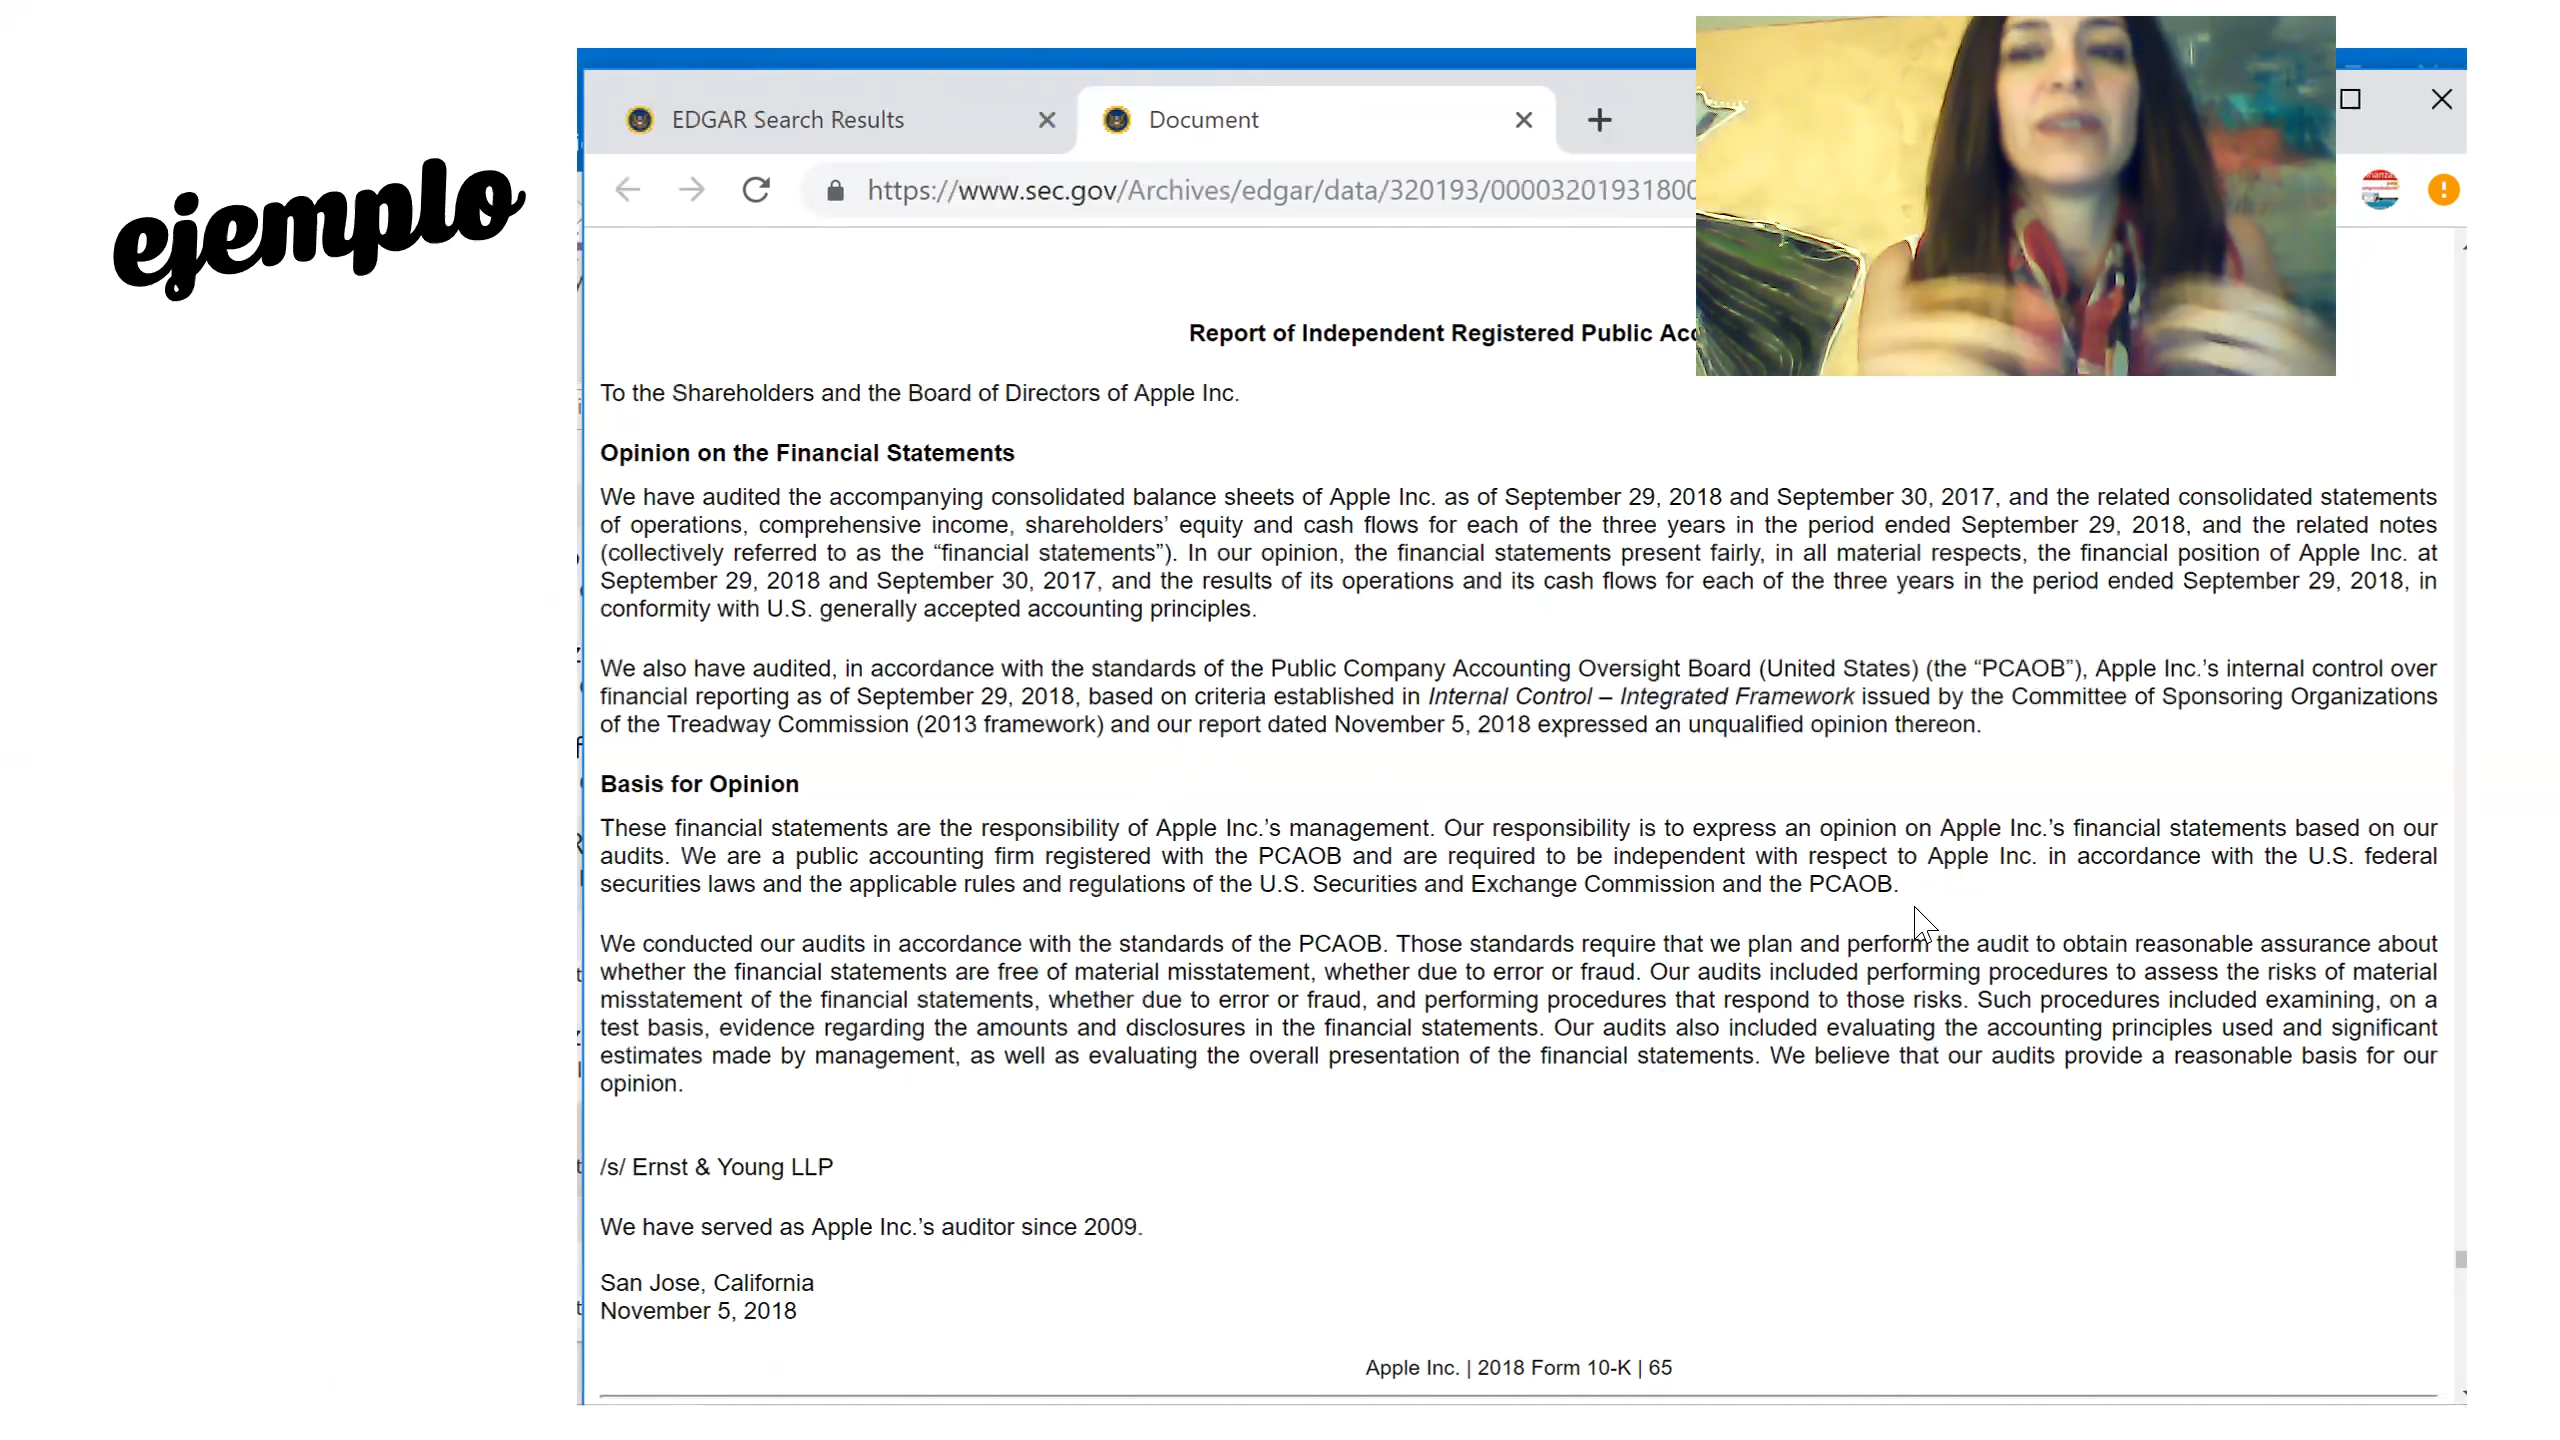 ejemplo
EDGAR Search Results
Document
https://www.sec.gov/Archives/edgar/data/320193/00003201931800
Report of Independent Registered Public
To the Shareholders and the Board of Directors of Apple Inc.
Opinion on the Financial Statements
We have audited the accompanying consolidated balance sheets of Apple Inc. as of September 29, 2018 and September 30, 2017, and the related consolidated statements
of operations, comprehensive income, shareholders’ equity and cash flows for each of the three years in the period ended September 29, 2018, and the related notes
(collectively referred to as the “financial statements”). In our opinion, the financial statements present fairly, in all material respects, the financial position of Apple Inc. at
September 29, 2018 and September 30, 2017, and the results of its operations and its cash flows for each of the three years in the period ended September 29, 2018, in
conformity with U.S. generally accepted accounting principles.
We also have audited, in accordance with the standards of the Public Company Accounting Oversight Board (United States) (the “PCAOB”), Apple Inc.’s internal control over
financial reporting as of September 29, 2018, based on criteria established in Internal Control – Integrated Framework issued by the Committee of Sponsoring Organizations
of the Treadway Commission (2013 framework) and our report dated November 5, 2018 expressed an unqualified opinion thereon.
Basis for Opinion
These financial statements are the responsibility of Apple Inc.’s management. Our responsibility is to express an opinion on Apple Inc.’s financial statements based on our
audits. We are a public accounting firm registered with the PCAOB and are required to be independent with respect to Apple Inc. in accordance with the U.S. federal
securities laws and the applicable rules and regulations of the U.S. Securities and Exchange Commission and the PCAOB.
We conducted our audits in accordance with the standards of the PCAOB. Those standards require that we plan and perform the audit to obtain reasonable assurance about
whether the financial statements are free of material misstatement, whether due to error or fraud. Our audits included performing procedures to assess the risks of material
misstatement of the financial statements, whether due to error or fraud, and performing procedures that respond to those risks. Such procedures included examining, on a
test basis, evidence regarding the amounts and disclosures in the financial statements. Our audits also included evaluating the accounting principles used and significant
estimates made by management, as well as evaluating the overall presentation of the financial statements. We believe that our audits provide a reasonable basis for our
opinion.
/s/ Ernst & Young LLP
We have served as Apple Inc.’s auditor since 2009.
San Jose, California
November 5, 2018
Apple Inc. | 2018 Form 10-K | 65